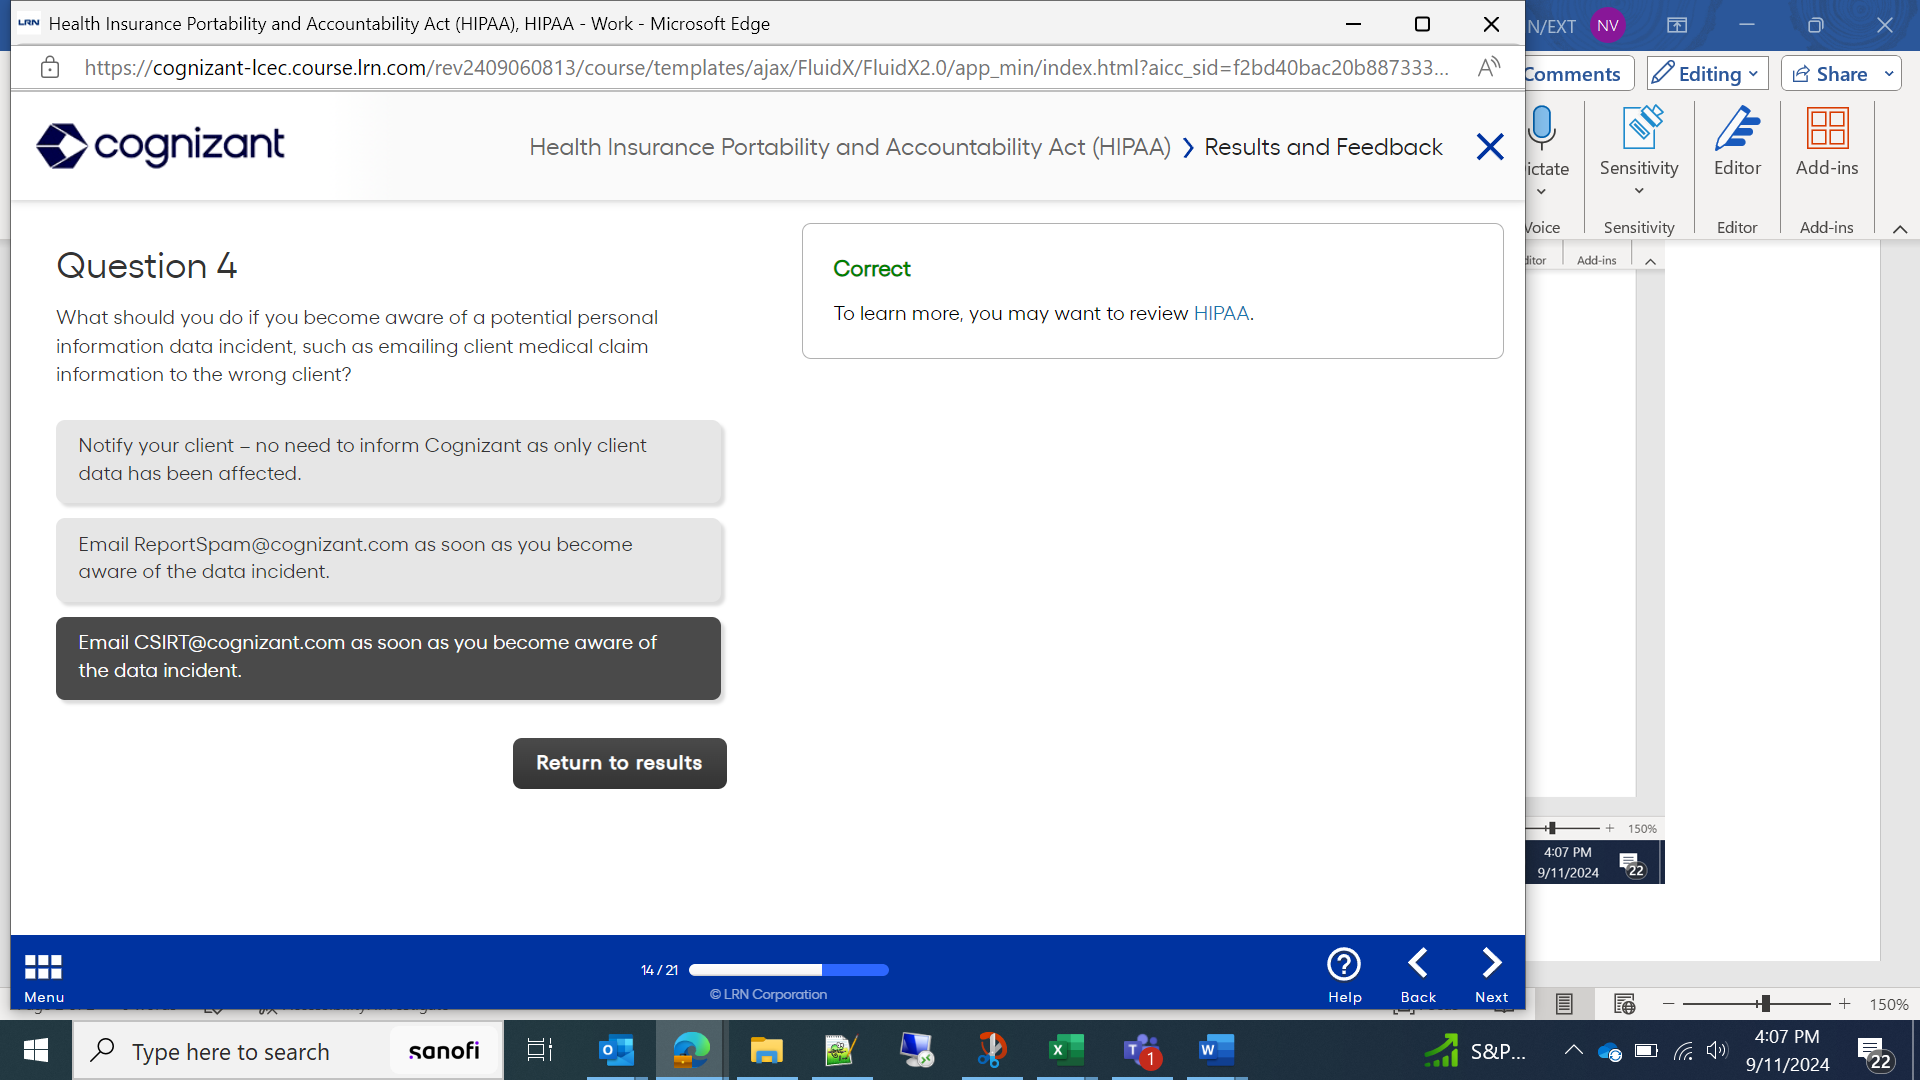 LRN Health Insurance Portability and Accountability Act (HIPAA), HIPAA - Work - Microsoft Edge
N/EXT NV
https://cognizant-lcec.course.lrn.com/rev2409060813/course/templates/ajax/FluidX/FluidX2.0/app_min/index.html?aicc_sid=f2bd40bac20b887333...
Comments Editing Share
cognizant
Health Insurance Portability and Accountability Act (HIPAA) Results and Feedback
ictate Sensitivity Editor Add-ins
Voice Sensitivity Editor Add-ins
ditor Add-ins
Question 4
What should you do if you become aware of a potential personal
information data incident, such as emailing client medical claim
information to the wrong client?
Correct
To learn more, you may want to review HIPAA.
Notify your client – no need to inform Cognizant as only client
data has been affected.
Email ReportSpam@cognizant.com as soon as you become
aware of the data incident.
Email CSIRT@cognizant.com as soon as you become aware of
the data incident.
Return to results
150%
4:07 PM
9/11/2024 22
Menu
14 / 21
© LRN Corporation
Help Back Next
150%
Type here to search sanofi
1
S&P...
4:07 PM
9/11/2024
22